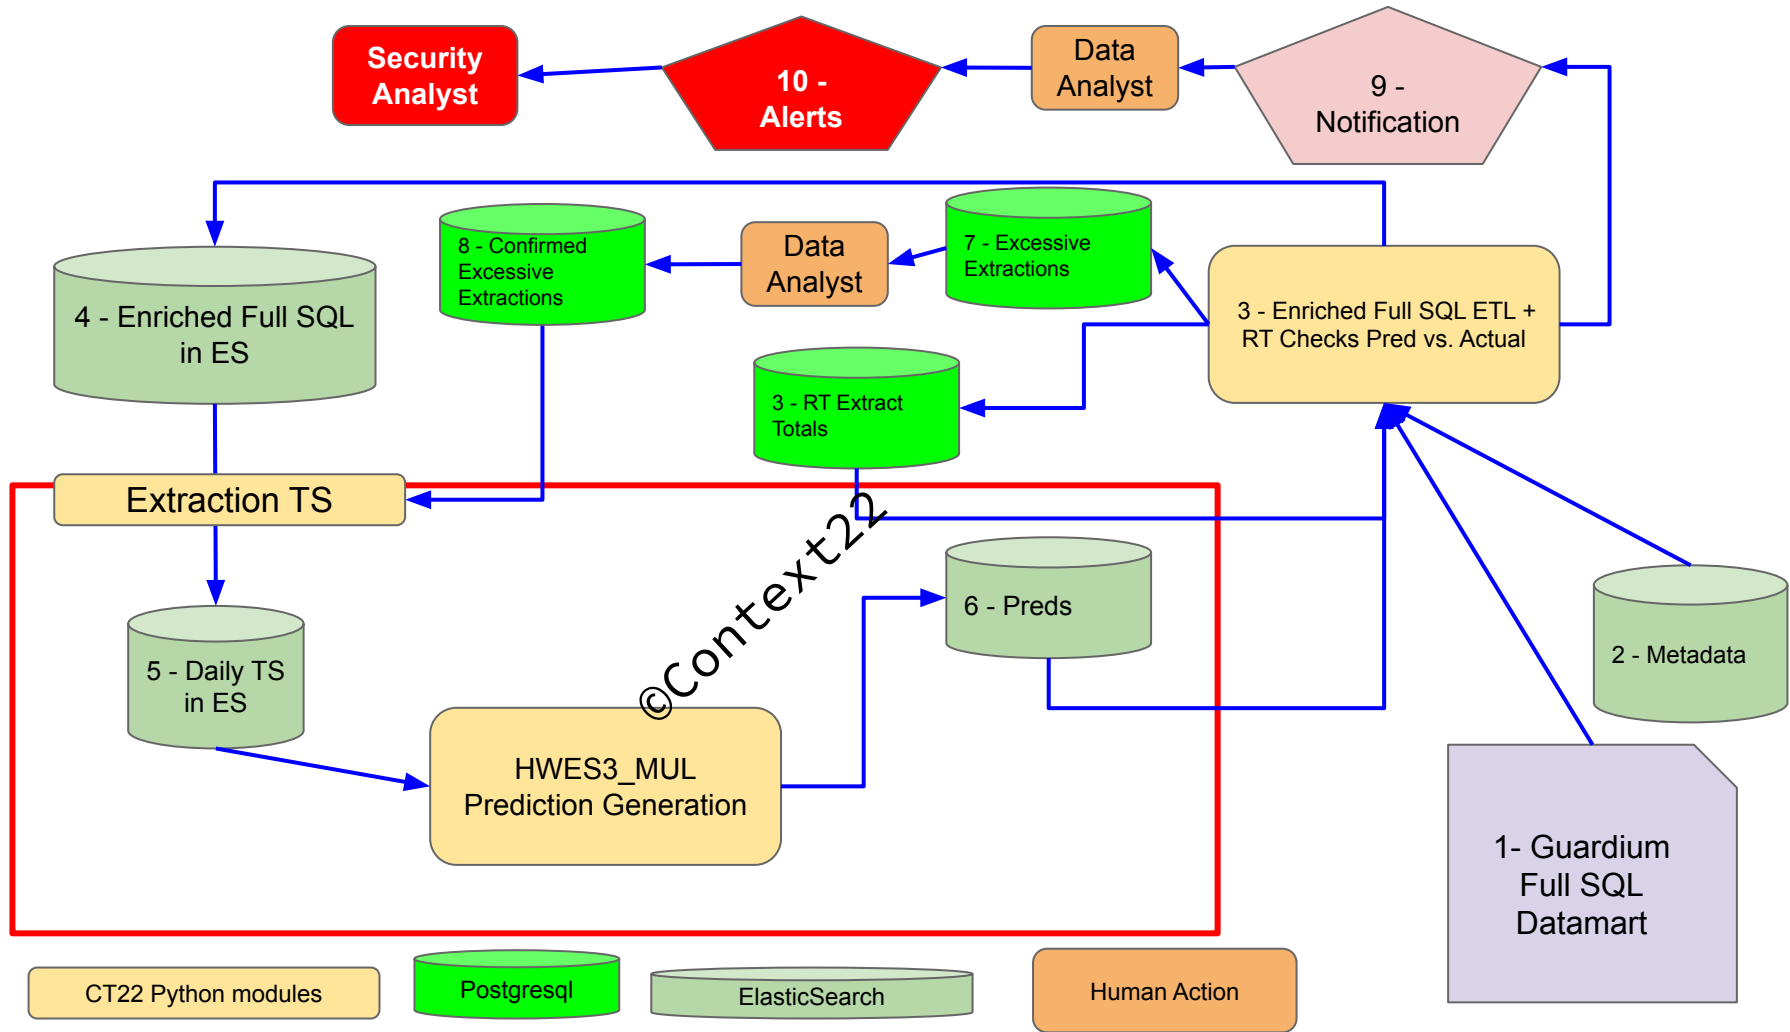 Security
Analyst
10 -
Alerts
Data
Analyst
9 -
Notification
4 - Enriched Full SQL
in ES
8 - Confirmed
Excessive
Extractions
Data
Analyst
7 - Excessive
Extractions
3 - Enriched Full SQL ETL +
RT Checks Pred vs. Actual
3 - RT Extract
Totals
Extraction TS
©Context22
5 - Daily TS
in ES
6 - Preds
2 - Metadata
HWES3_MUL
Prediction Generation
1- Guardium
Full SQL
Datamart
CT22 Python modules
Postgresql
ElasticSearch
Human Action